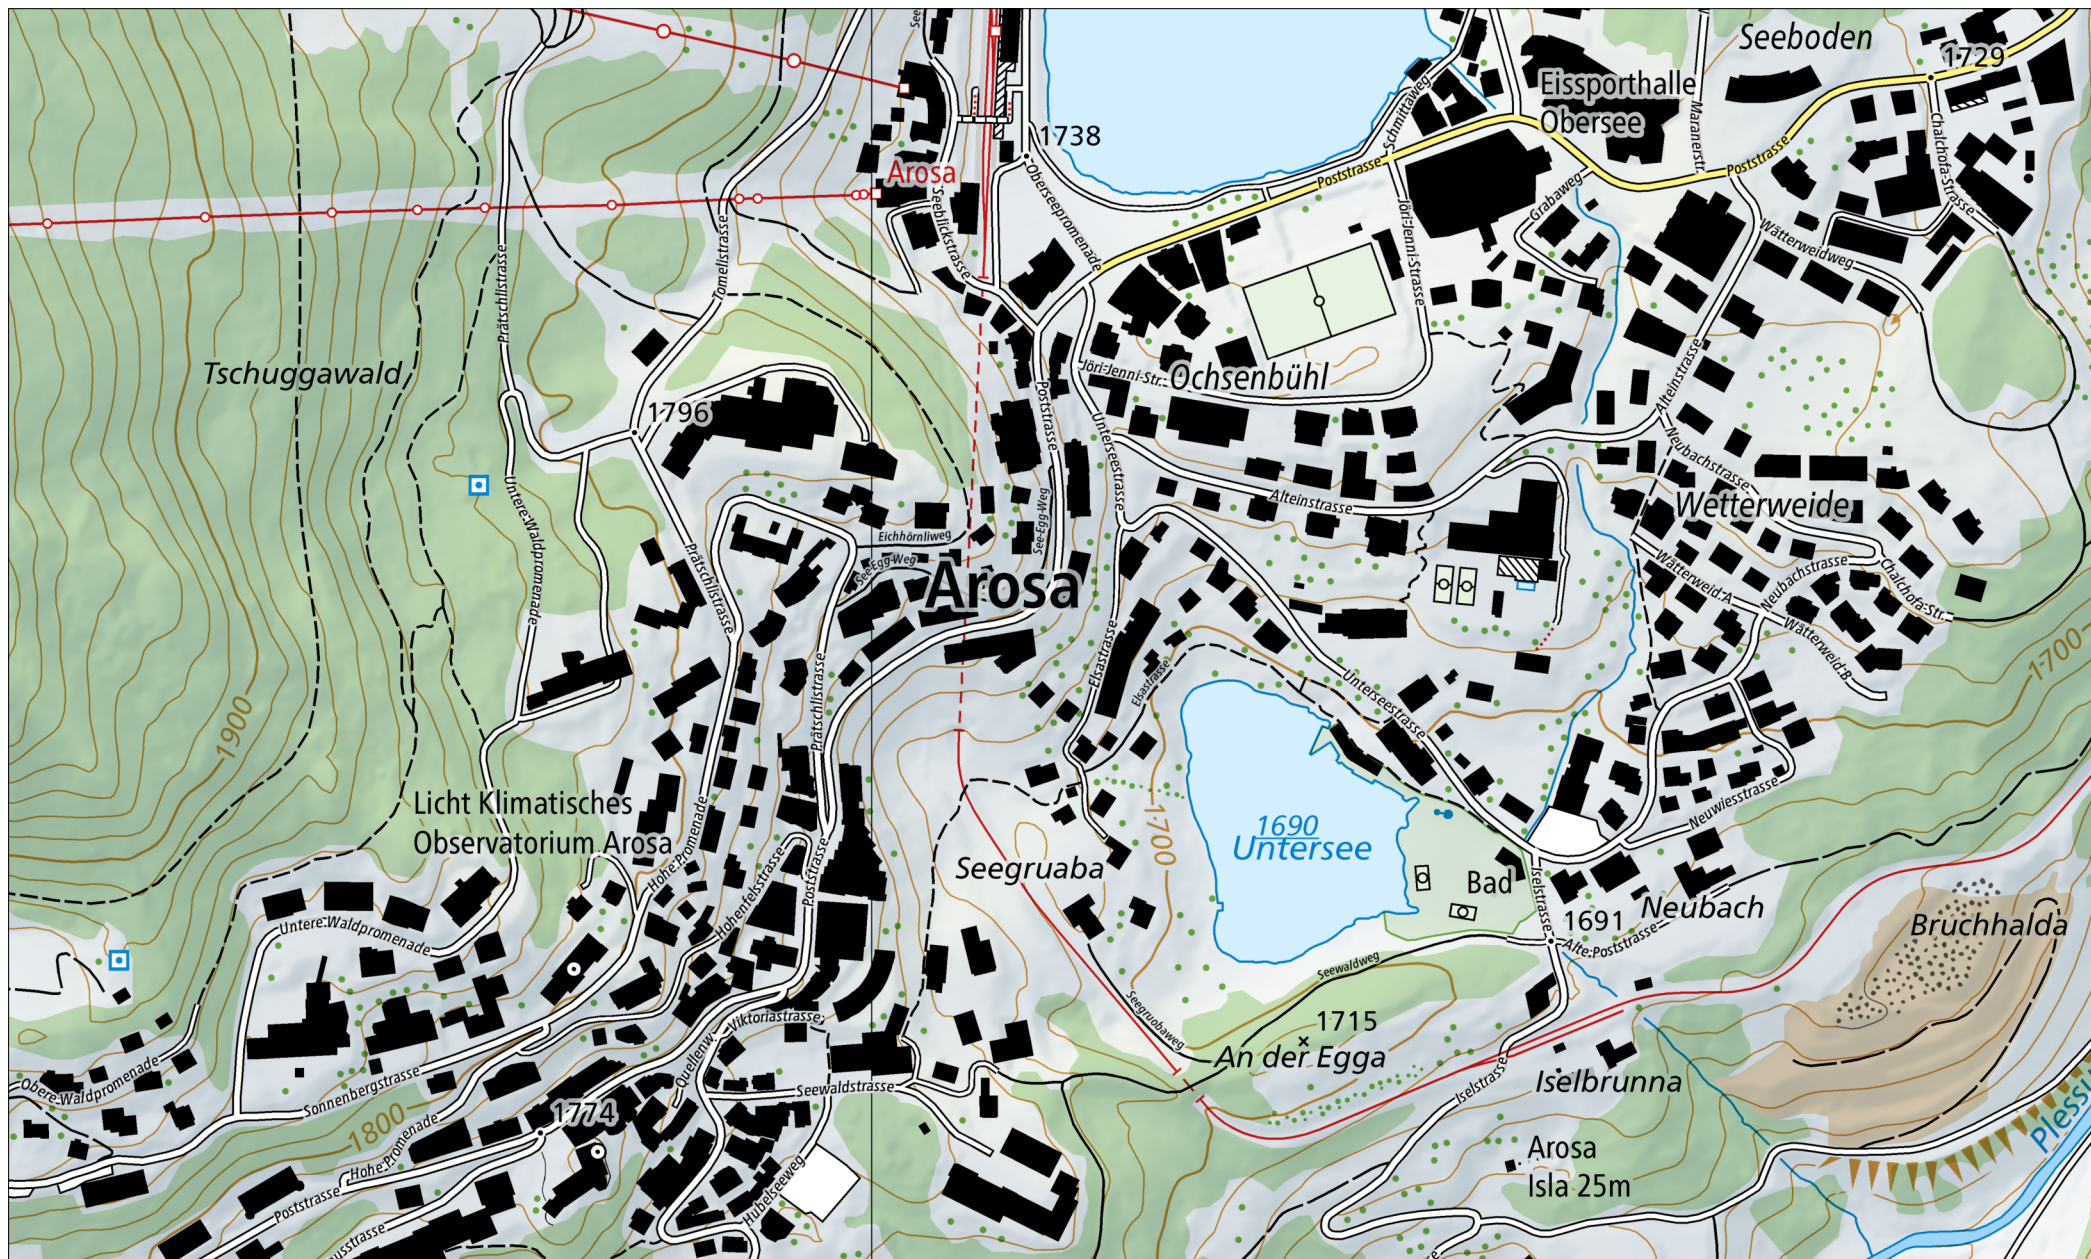 Seeboden
1729
Eissporthalle
Obersee
Schmittaweg
Maranerstr.
Poststrasse
Poststrasse
Chalchofa-Strasse
1738
Arosa
Oberseepromenade
Seeblickstrasse
Grabaweg
Jöri-Jenni-Strasse
Wätterweidweg
Tomelistrasse
Prätschlistrasse
Tschuggawald
1796
Ochsenbühl
Jöri-Jenni-Str.
Poststrasse
Unterseestrasse
Alteinstrasse
Alteinstrasse
Neubachstrasse
Wetterweide
Untere Waldpromenade
See-Egg-Weg
Eichhörnliweg
See-Egg-Weg
Arosa
Prätschlistrasse
Wätterweid A
Neubachstrasse
Chalchofa-Str.
Wätterweid B
1700
Elsastrasse
Elsastrasse
Unterseestrasse
Prätschlistrasse
1900
Licht Klimatisches
Observatorium Arosa
Hohe Promenade
Hohenfelsstrasse
Poststrasse
Seegruaba
1700
1690
Untersee
Bad
Neuwiesstrasse
Iselstrasse
1691
Neubach
Alte Poststrasse
Bruchhalda
Untere Waldpromenade
Seewaldweg
Seegruobaweg
1715
An der Egga
Viktoriastrasse
Quellenw.
Seewaldstrasse
Obere Waldpromenade
Sonnenbergstrasse
1800
Hohe Promenade
1774
Poststrasse
Hubelseeweg
Iselstrasse
Iselbrunna
Arosa
Isla 25m